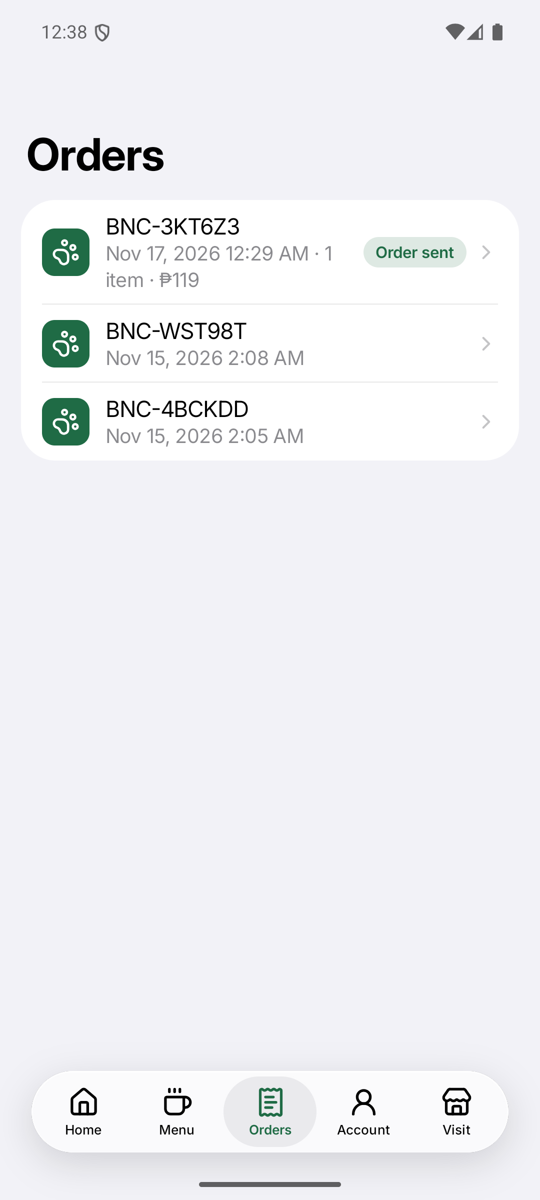 12:38
Orders
BNC-3KT6Z3
Nov 17, 2026 12:29 AM · 1
item · ₱119
Order sent
BNC-WST98T
Nov 15, 2026 2:08 AM
BNC-4BCKDD
Nov 15, 2026 2:05 AM
Home
Menu
Orders
Account
Visit